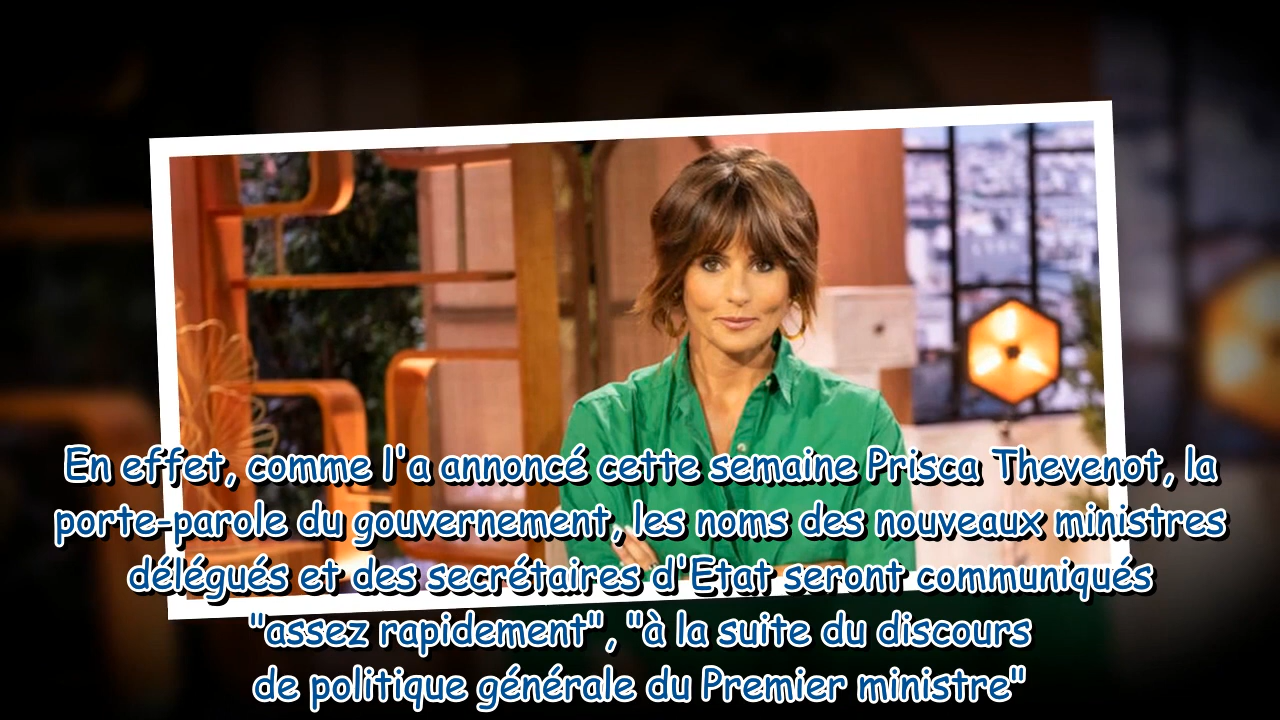 En effet, comme l'a annoncé cette semaine Prisca Thevenot, la
porte-parole du gouvernement, les noms des nouveaux ministres
délégués et des secrétaires d'Etat seront communiqués
"assez rapidement", "à la suite du discours
de politique générale du Premier ministre"